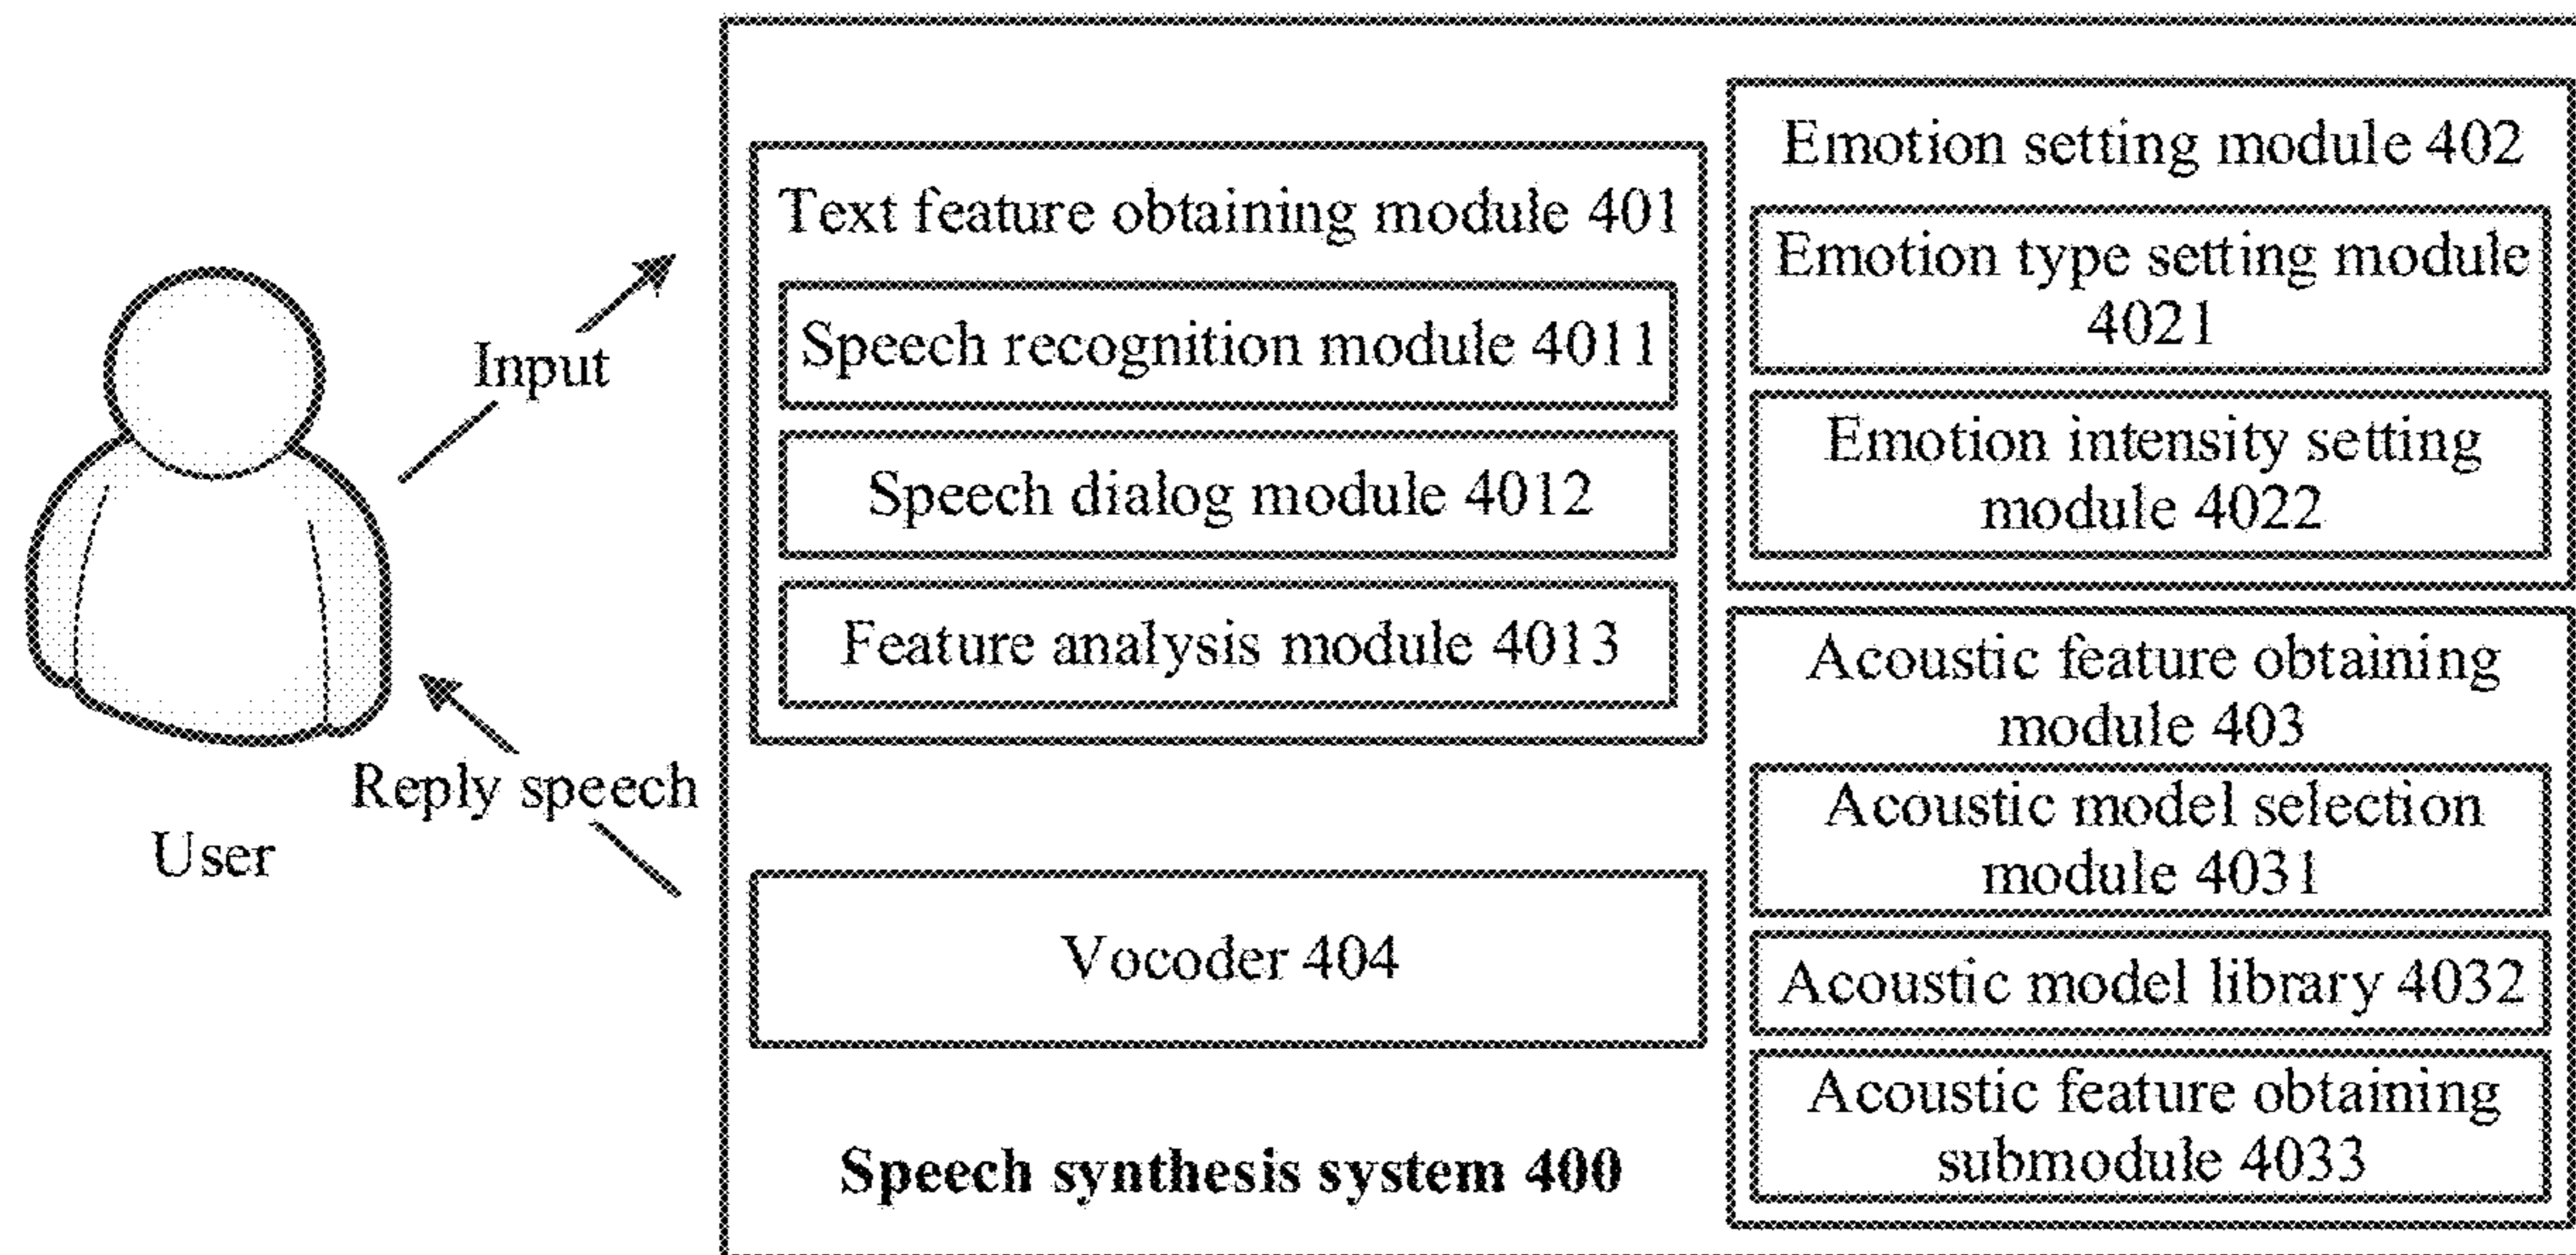 Input
Reply speech
User
Text feature obtaining module 401
Speech recognition module 4011
Speech dialog module 4012
Feature analysis module 4013
Vocoder 404
Speech synthesis system 400
Emotion setting module 402
Emotion type setting module
4021
Emotion intensity setting
module 4022
Acoustic feature obtaining
module 403
Acoustic model selection
module 4031
Acoustic model library 4032
Acoustic feature obtaining
submodule 4033